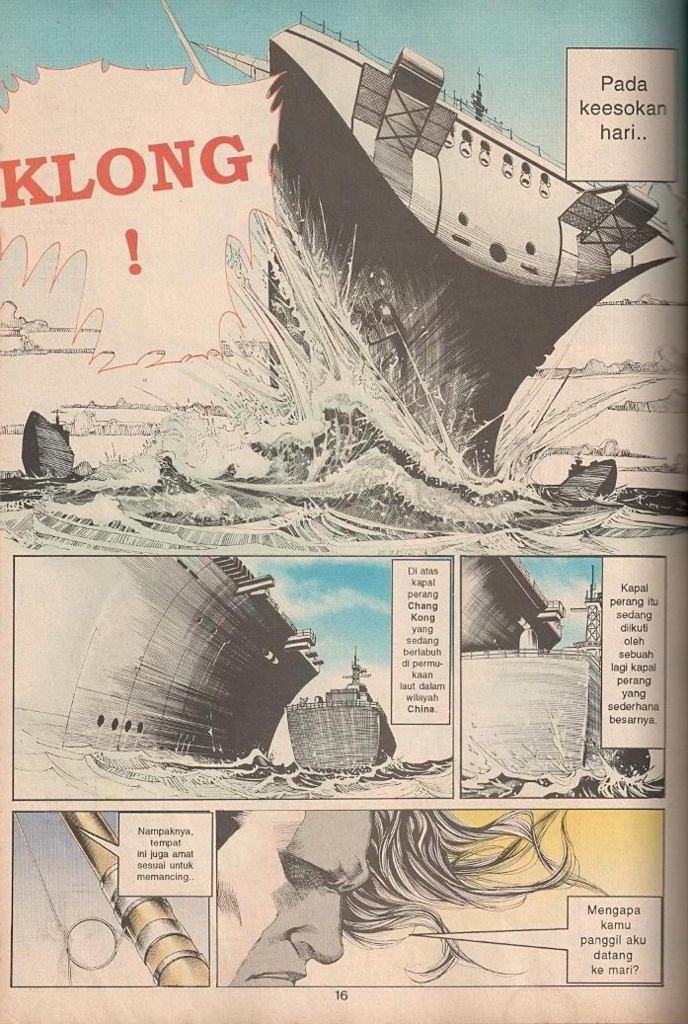 Pada
keesokan
hari..
KLONG
!
Di atas
kapal
perang
Chang
Kong
yang
sedang
berlabuh
di permu-
kaan
laut dalam
wilayah
China.
Kapal
perang itu
sedang
diikuti
oleh
sebuah
lagi kapal
perang
yang
sederhana
besarnya.
Nampaknya,
tempat
ini juga amat
sesuai untuk
memancing..
Mengapa
kamu
panggil aku
datang
ke mari?
16